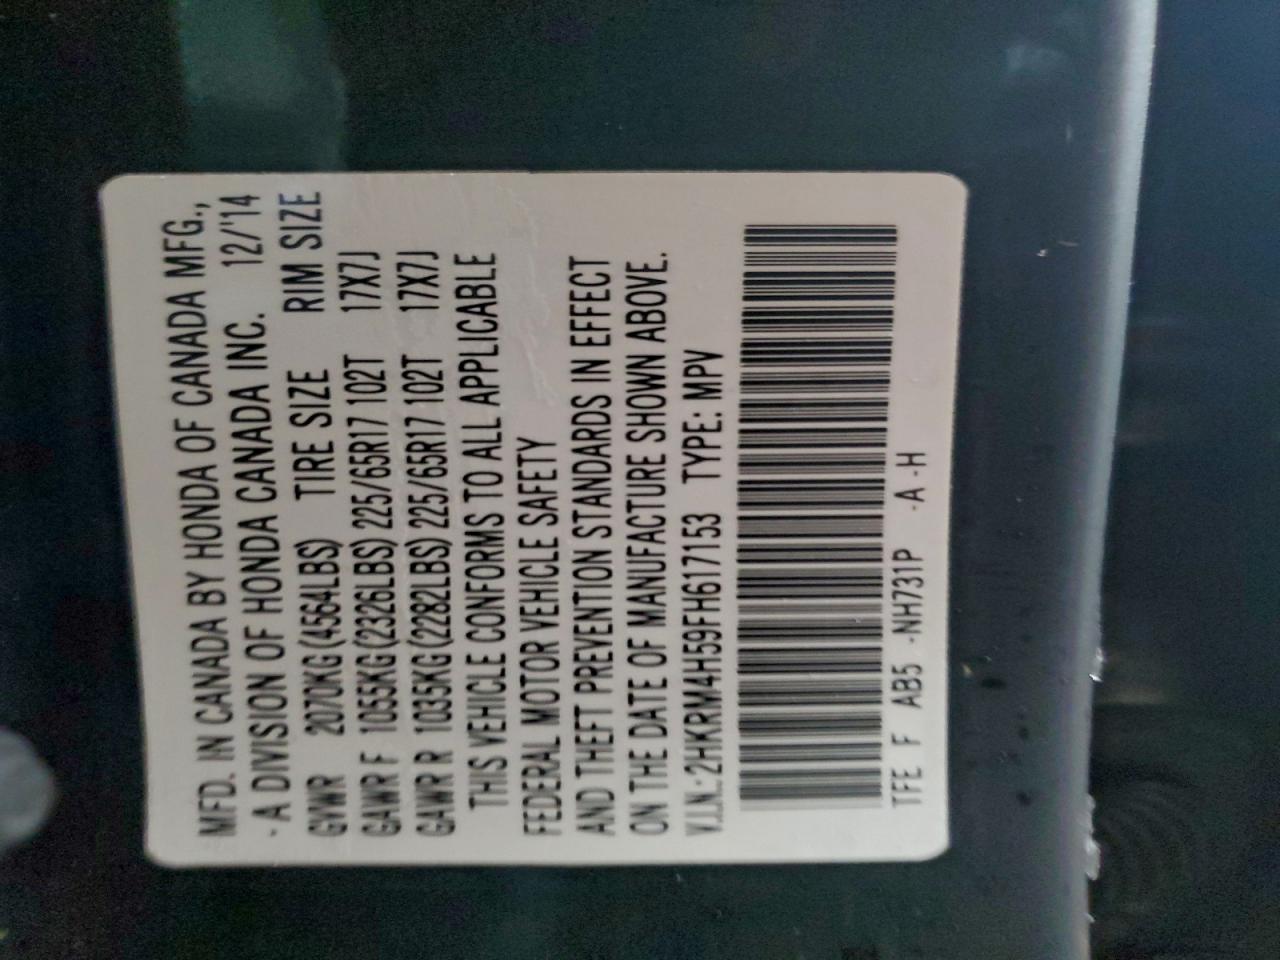 MFD. IN CANADA BY HONDA OF CANADA MFG.,
- A DIVISION OF HONDA CANADA INC. 12/'14
GVWR 2070KG (4564LBS) TIRE SIZE RIM SIZE
GAWR F 1055KG (2326LBS) 225/65R17 102T 17X7J
GAWR R 1035KG (2282LBS) 225/65R17 102T 17X7J
THIS VEHICLE CONFORMS TO ALL APPLICABLE
FEDERAL MOTOR VEHICLE SAFETY
AND THEFT PREVENTION STANDARDS IN EFFECT
ON THE DATE OF MANUFACTURE SHOWN ABOVE.
V.I.N.: 2HKRM4H59FH617153 TYPE: MPV
TFE F AB5 -NH731P -A -H